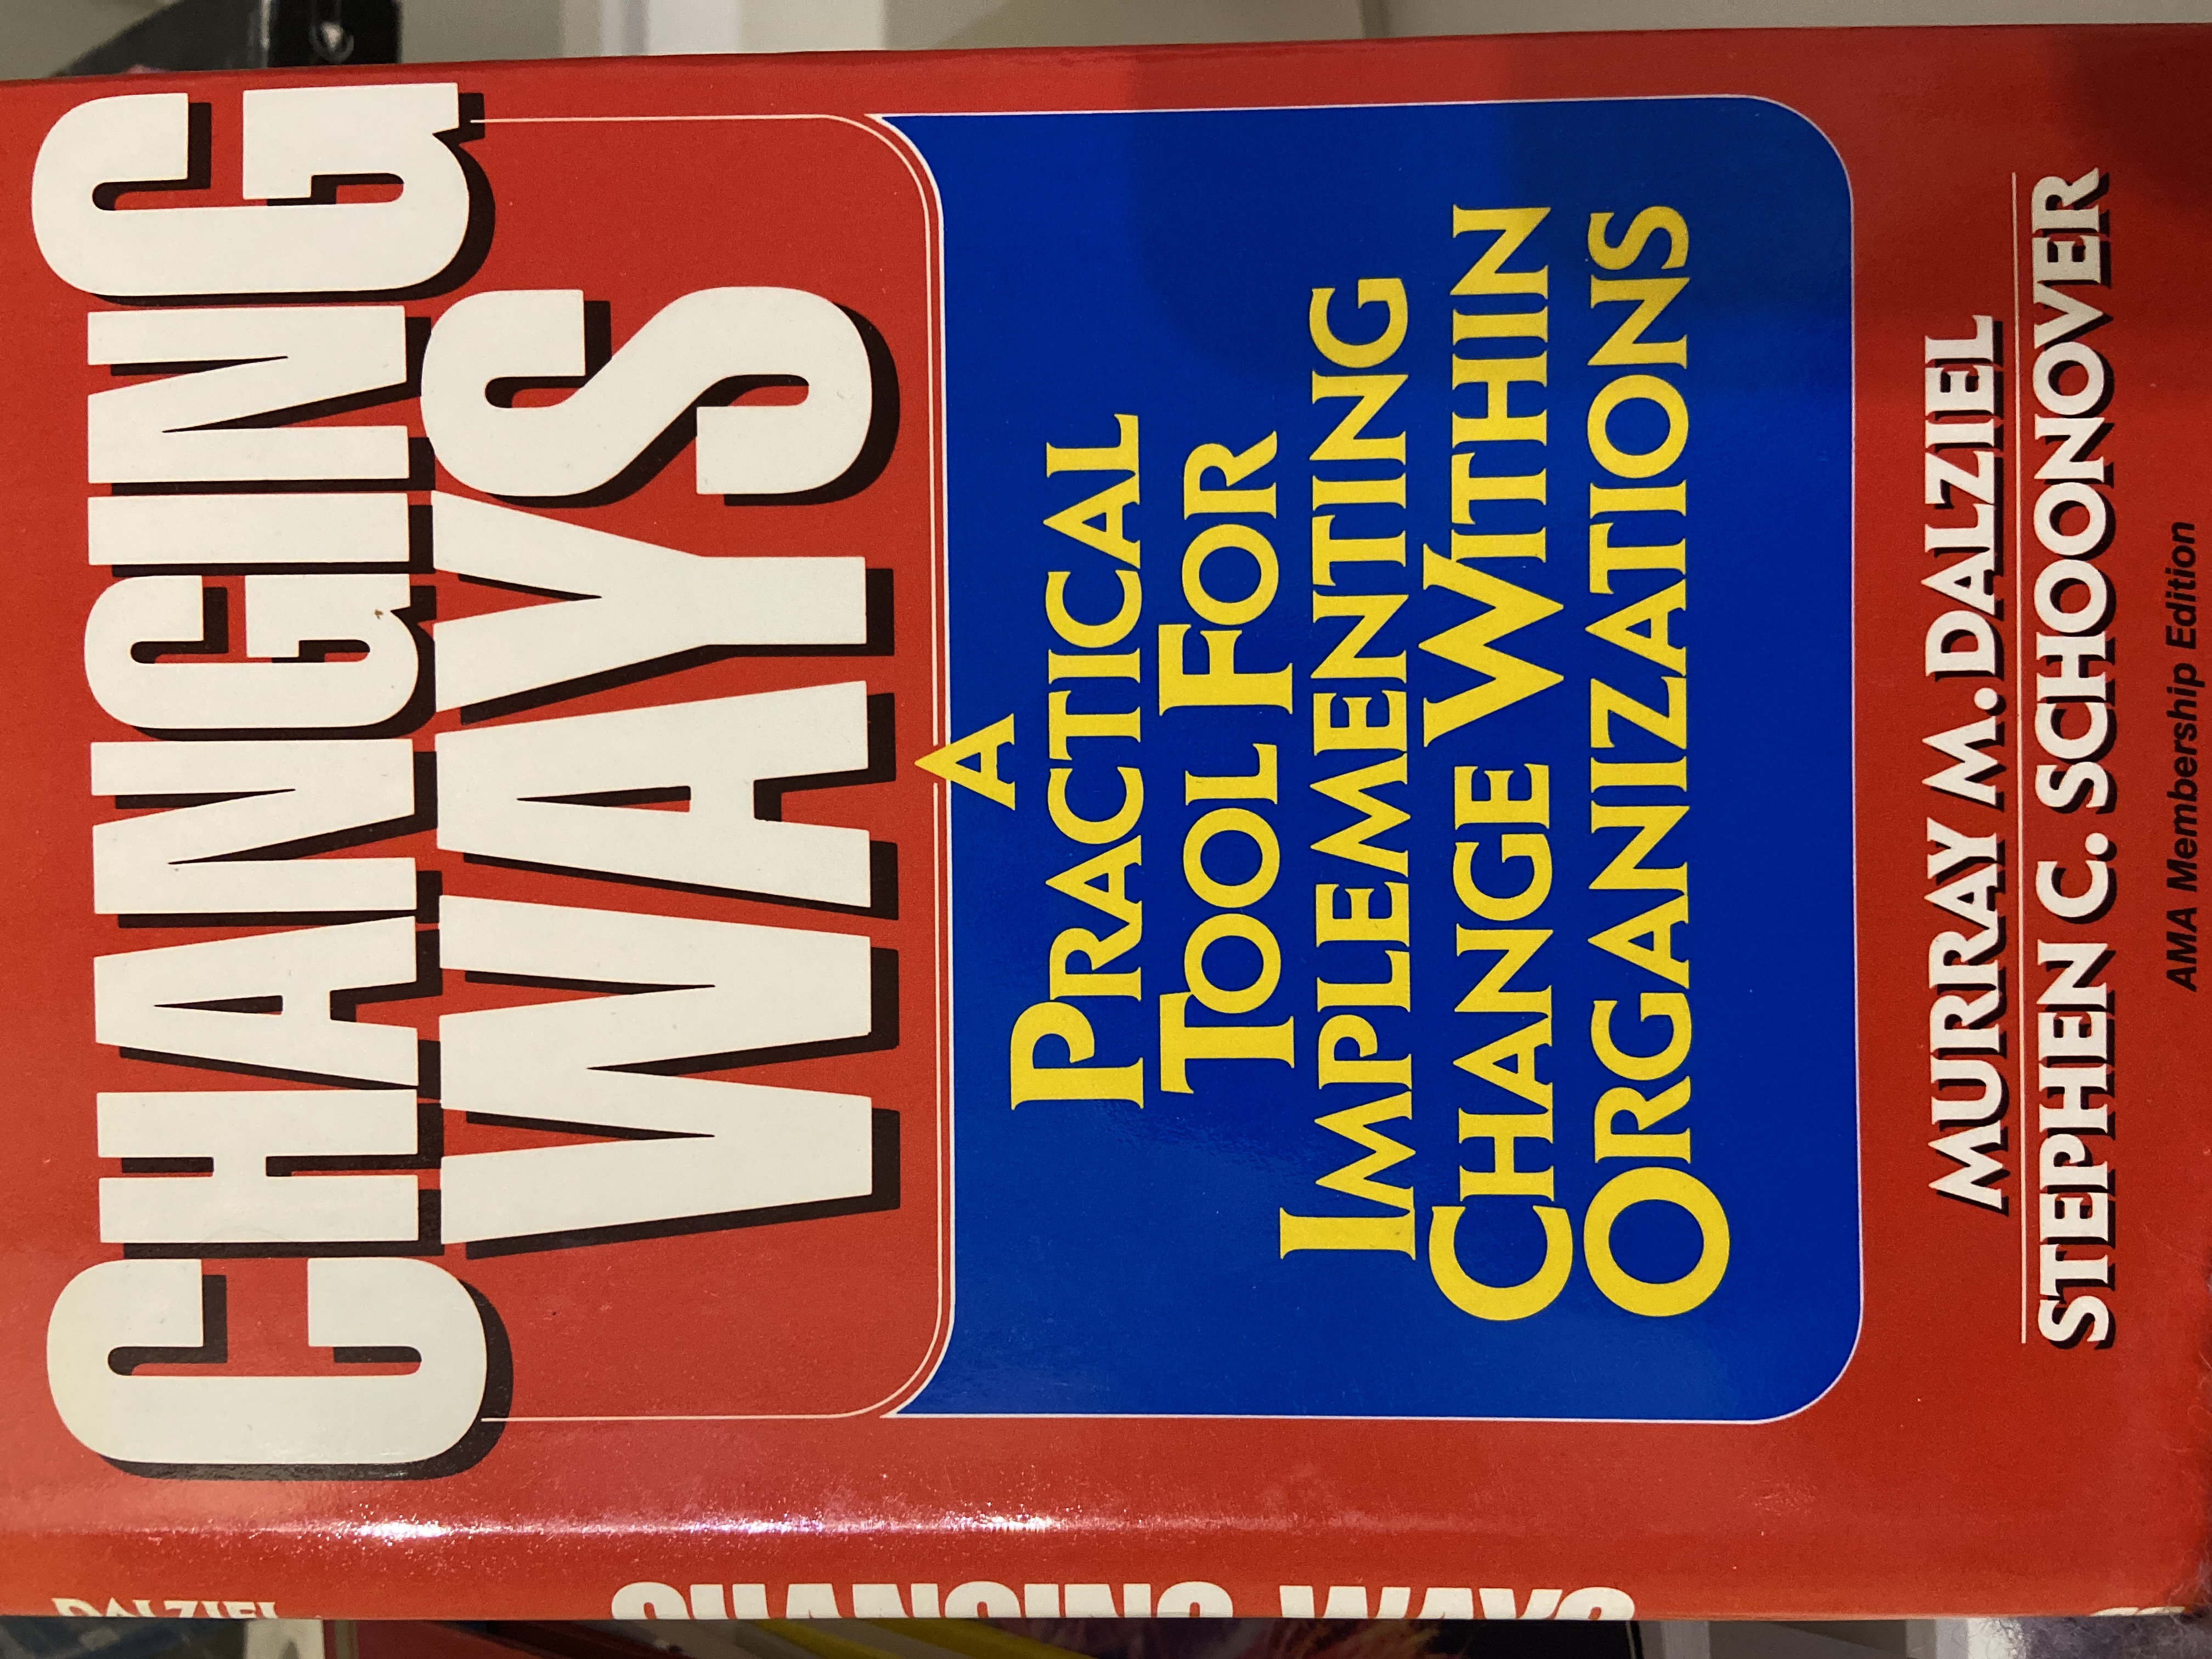 CHANGING
WAYS
A
PRACTICAL
TOOL FOR
IMPLEMENTING
CHANGE WITHIN
ORGANIZATIONS
MURRAY M. DALZIEL
STEPHEN C. SCHOONOVER
AMA Membership Edition
DALZIEL
CHANGING WAYS